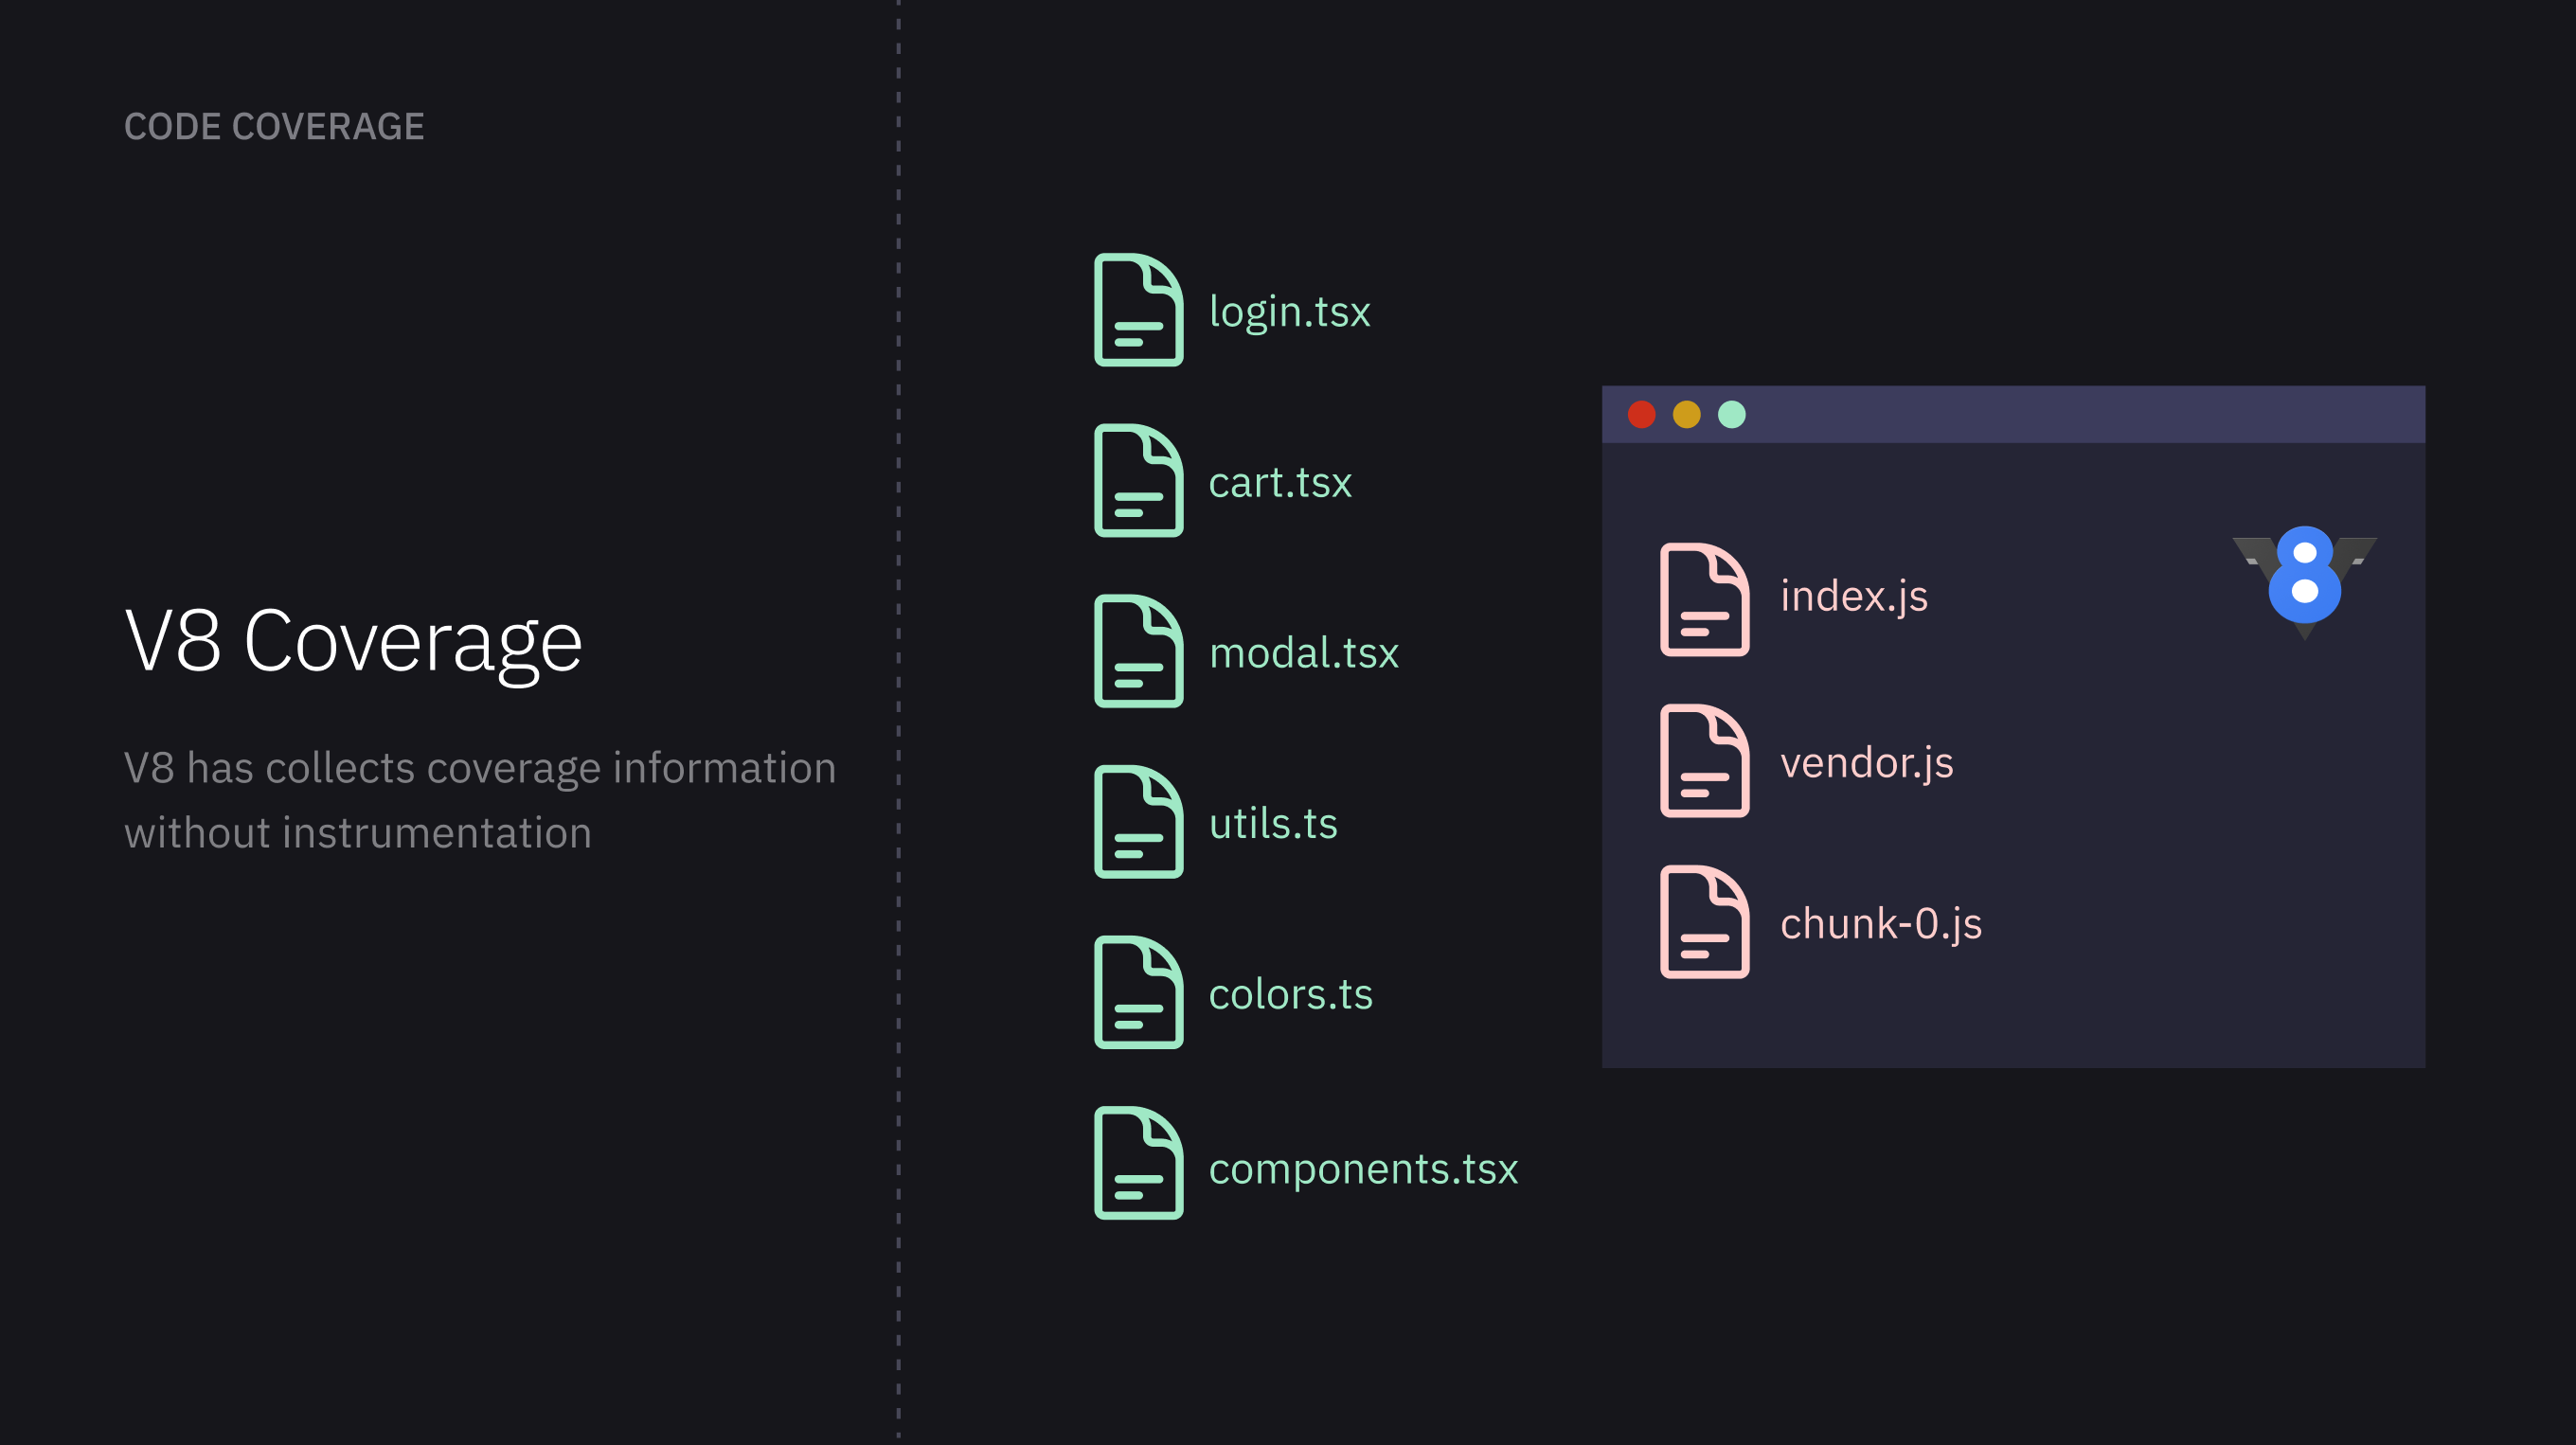 CODE COVERAGE
V8 Coverage
V8 has collects coverage information
without instrumentation
login.tsx
cart.tsx
modal.tsx
utils.ts
colors.ts
components.tsx
index.js
vendor.js
chunk-0.js
V8